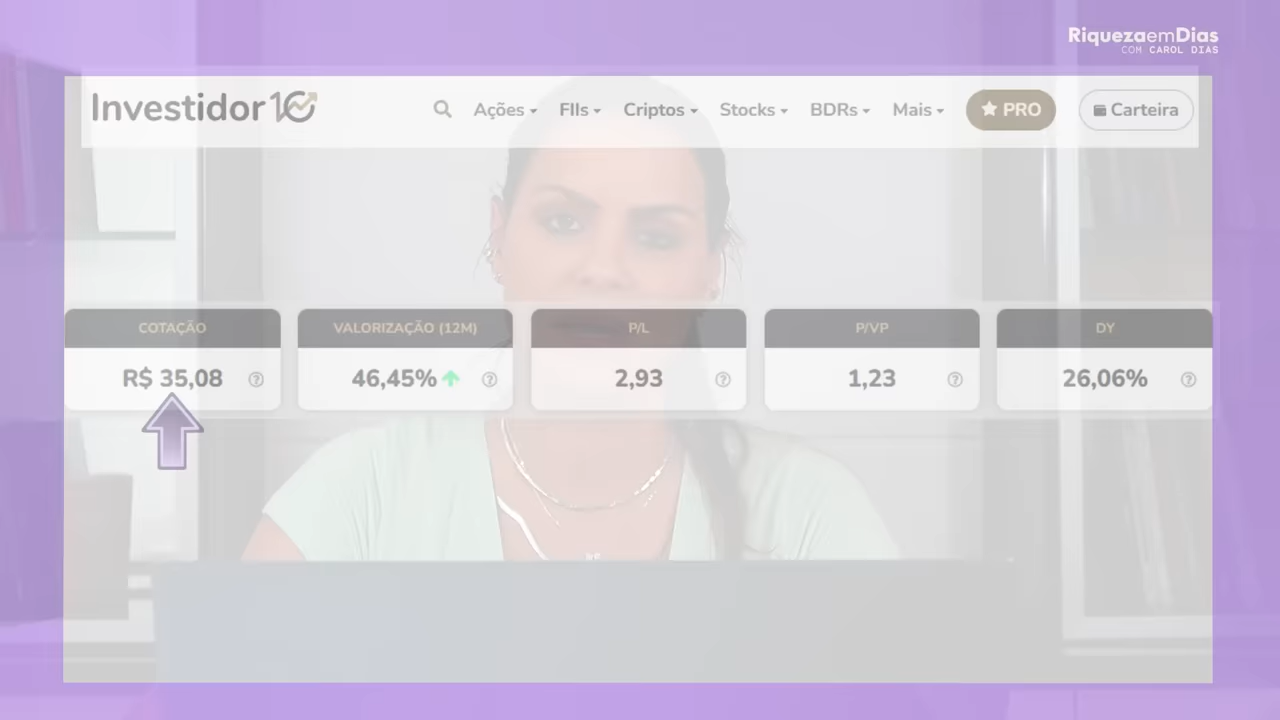 RiquezaemDias
COM CAROL DIAS
Investidor10
Ações FIIs Criptos Stocks BDRs Mais PRO Carteira
COTAÇÃO VALORIZAÇÃO (12M) P/L P/VP DY
R$ 35,08 46,45% 2,93 1,23 26,06%